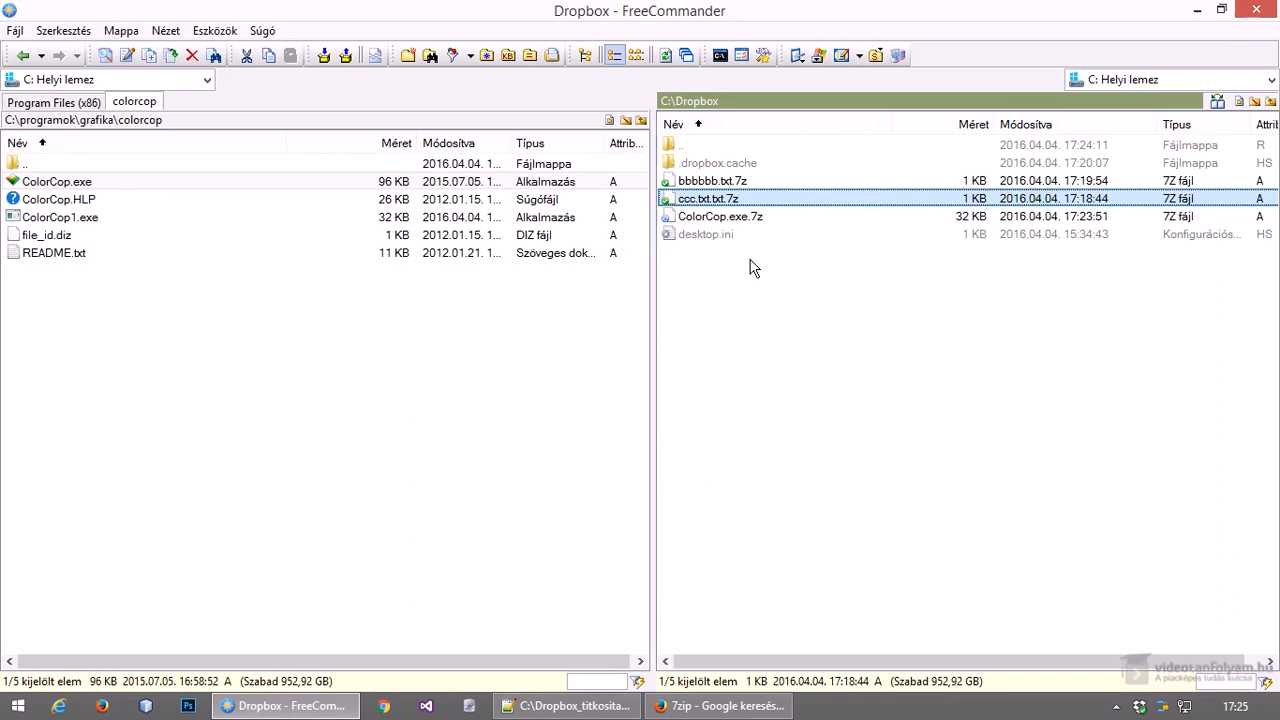 Dropbox - FreeCommander
Fájl Szerkesztés Mappa Nézet Eszközök Súgó
C: Helyi lemez
C: Helyi lemez
Program Files (x86) colorcop
C:\programok\grafika\colorcop
Név Méret Módosítva Típus Attrib...
.. 2016.04.04. 1... Fájlmappa
ColorCop.exe 96 KB 2015.07.05. 1... Alkalmazás A
ColorCop.HLP 26 KB 2012.01.15. 1... Súgófájl A
ColorCop1.exe 32 KB 2016.04.04. 1... Alkalmazás A
file_id.diz 1 KB 2012.01.15. 1... DIZ fájl A
README.txt 11 KB 2012.01.21. 1... Szöveges dok... A
C:\Dropbox
Név Méret Módosítva Típus Attrib
.. 2016.04.04. 17:24:11 Fájlmappa R
.dropbox.cache 2016.04.04. 17:20:07 Fájlmappa HS
bbbbbb.txt.7z 1 KB 2016.04.04. 17:19:54 7Z fájl A
ccc.txt.txt.7z 1 KB 2016.04.04. 17:18:44 7Z fájl A
ColorCop.exe.7z 32 KB 2016.04.04. 17:23:51 7Z fájl A
desktop.ini 1 KB 2016.04.04. 15:34:43 Konfigurációs... HS
1/5 kijelölt elem 96 KB 2015.07.05. 16:58:52 A (Szabad 952,92 GB)
1/5 kijelölt elem 1 KB 2016.04.04. 17:18:44 A (Szabad 952,92 GB)
videotanfolyam.hu
A piacképes tudás kulcsa
Dropbox - FreeCom...
C:\Dropbox_titkosita...
7zip - Google keresés...
17:25